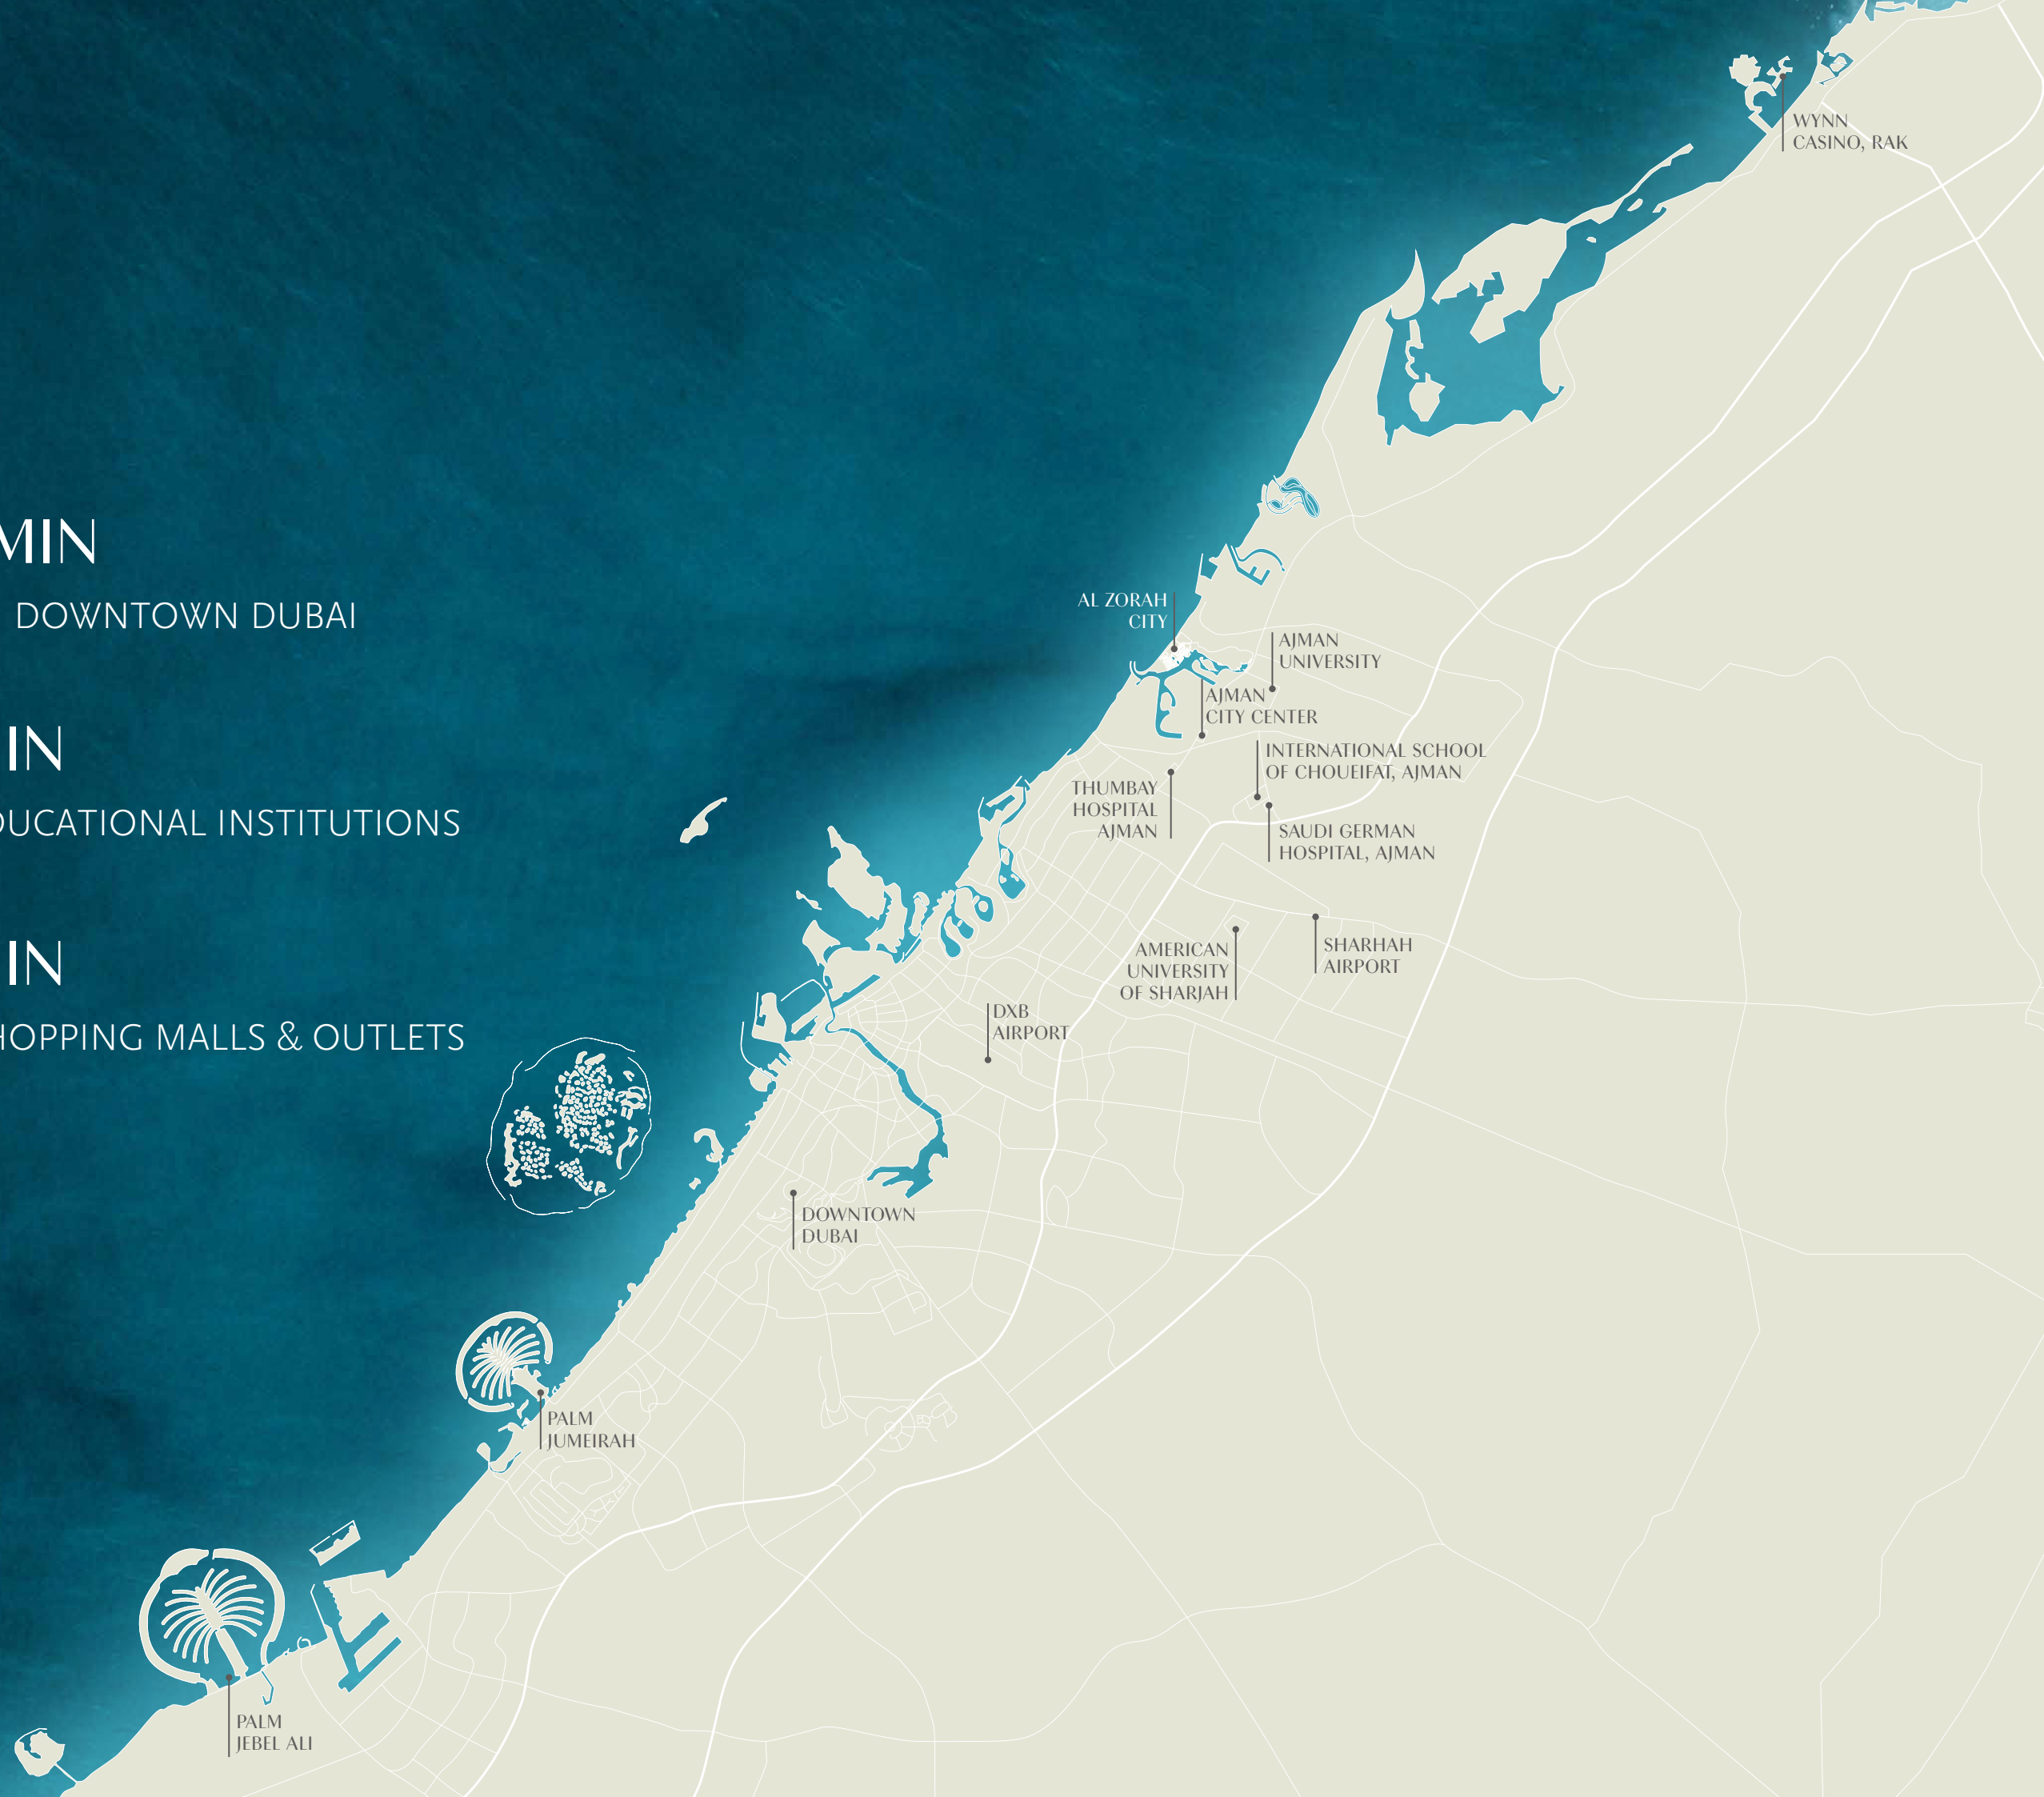 MIN
DOWNTOWN DUBAI
IN
EDUCATIONAL INSTITUTIONS
IN
SHOPPING MALLS & OUTLETS
WYNN
CASINO, RAK
AL ZORAH
CITY
AJMAN
UNIVERSITY
AJMAN
CITY CENTER
INTERNATIONAL SCHOOL
OF CHOUEIFAT, AJMAN
THUMBAY
HOSPITAL
AJMAN
SAUDI GERMAN
HOSPITAL, AJMAN
AMERICAN
UNIVERSITY
OF SHARJAH
SHARHAH
AIRPORT
DXB
AIRPORT
DOWNTOWN
DUBAI
PALM
JUMEIRAH
PALM
JEBEL ALI